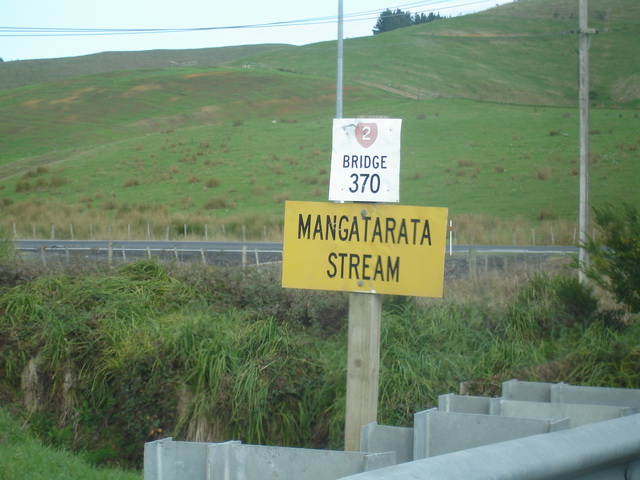 2
BRIDGE
370
MANGATARATA
STREAM